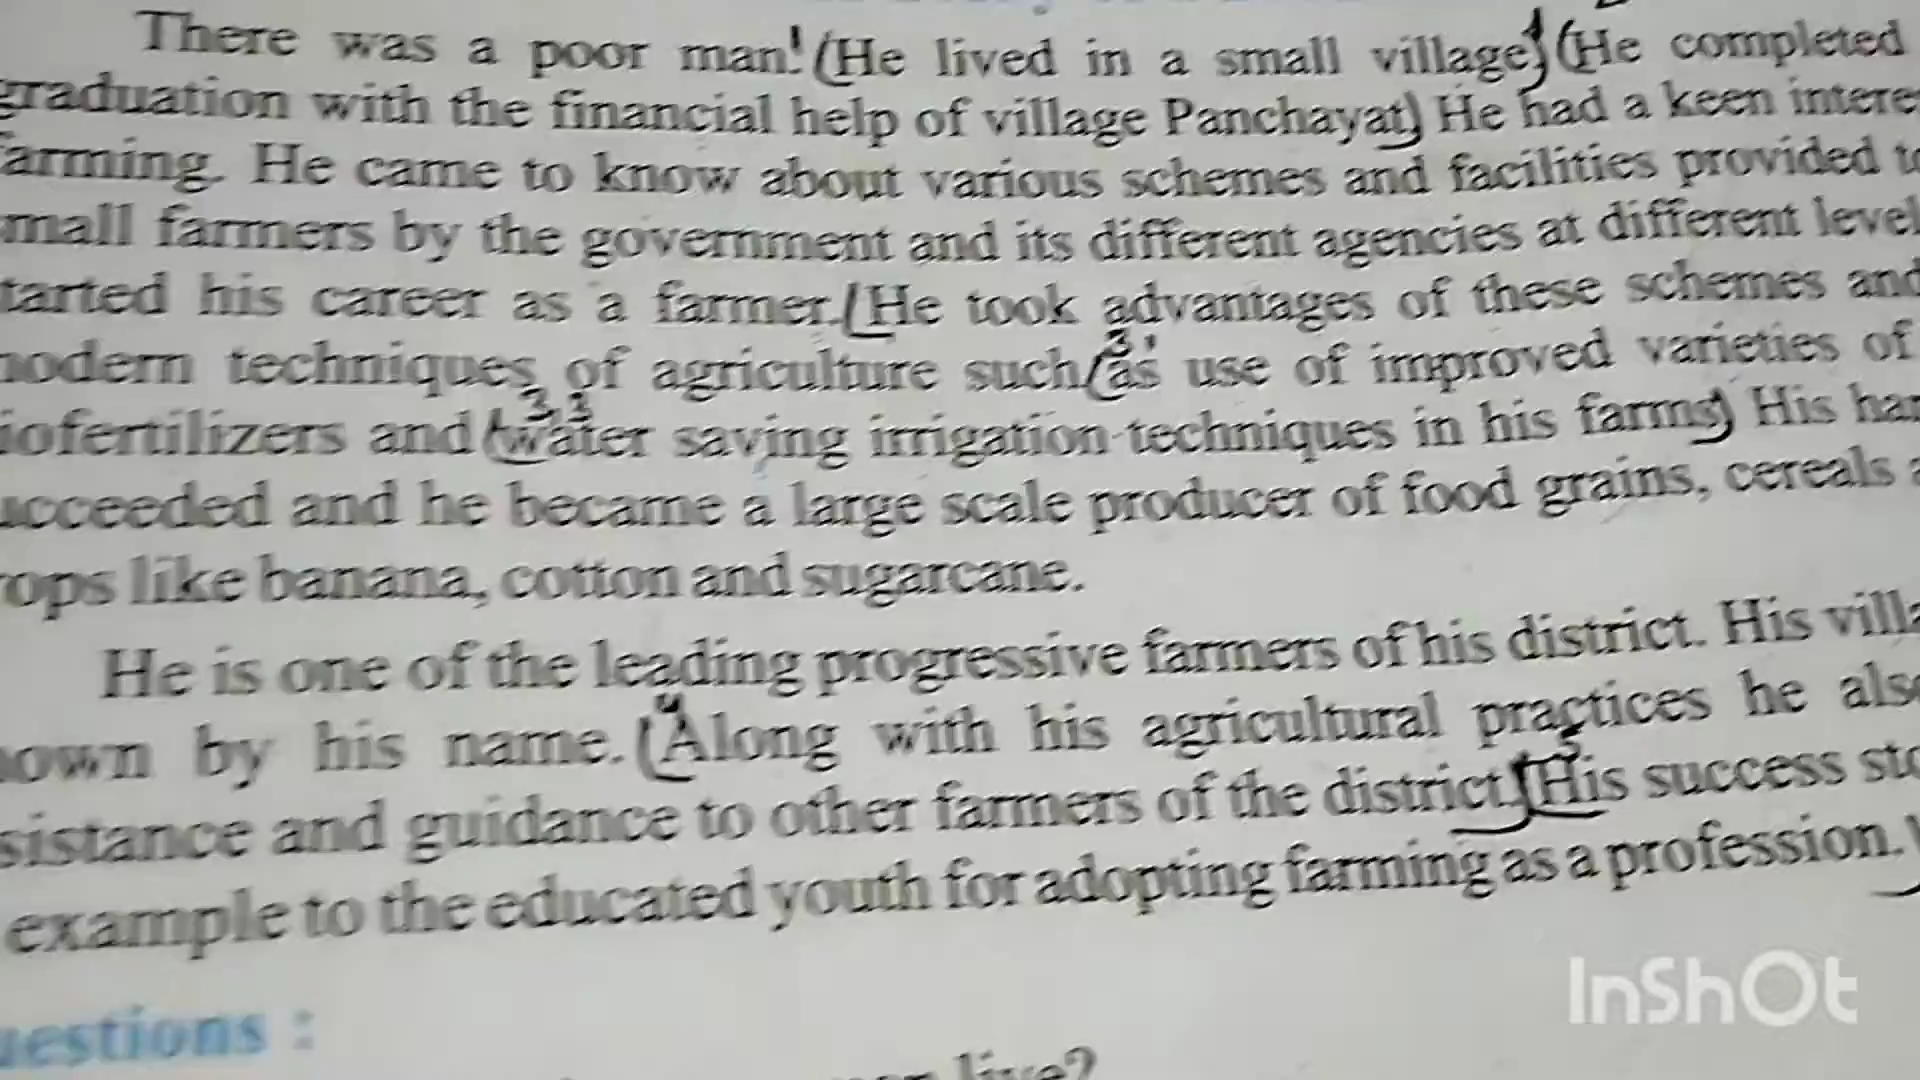 There was a poor man. (He lived in a small village.) (He completed
graduation with the financial help of village Panchayat) He had a keen
arming. He came to know about various schemes and facilities provided to
mall farmers by the government and its different agencies at different level
tarted his career as a farmer. (He took advantages of these schemes and
odern techniques of agriculture such (as use of improved varieties of
iofertilizers and (water saving irrigation techniques in his farms) His
ucceeded and he became a large scale producer of food grains, cereals
rops like banana, cotton and sugarcane.
He is one of the leading progressive farmers of his district. His villa
nown by his name. (Along with his agricultural practices he also
sistance and guidance to other farmers of the district.) (His success sto
example to the educated youth for adopting farming as a profession.)
uestions :
live?
InShOt